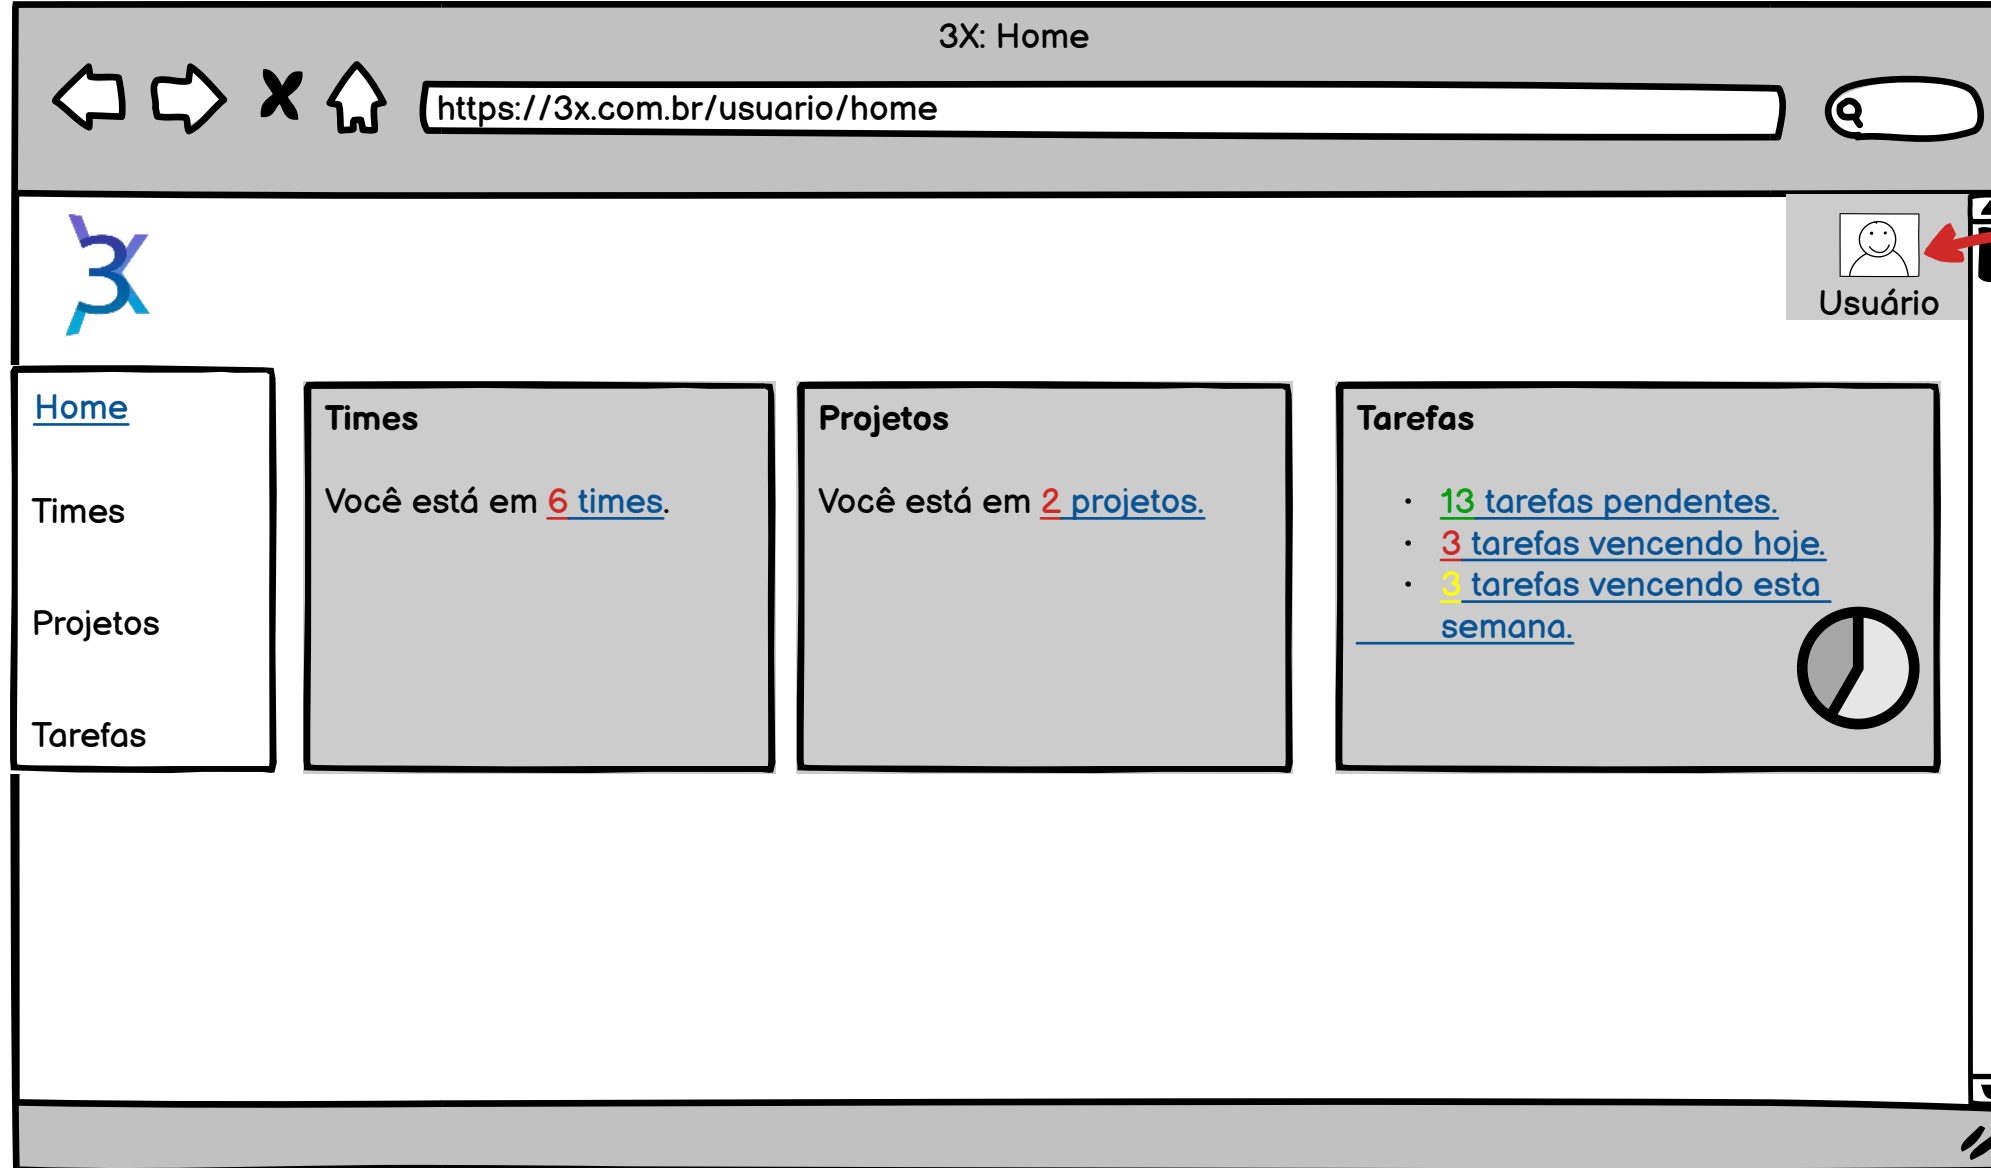 3X: Home
https://3x.com.br/usuario/home
3X
Usuário
Home
Times
Projetos
Tarefas
Times
Você está em 6 times.
Projetos
Você está em 2 projetos.
Tarefas
• 13 tarefas pendentes.
• 3 tarefas vencendo hoje.
• 3 tarefas vencendo esta
semana.